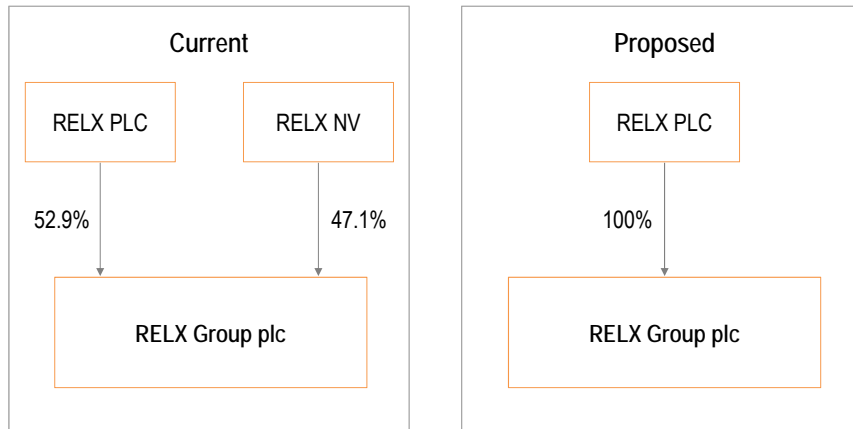 Current
RELX PLC
RELX NV
52.9%
47.1%
RELX Group plc
Proposed
RELX PLC
100%
RELX Group plc